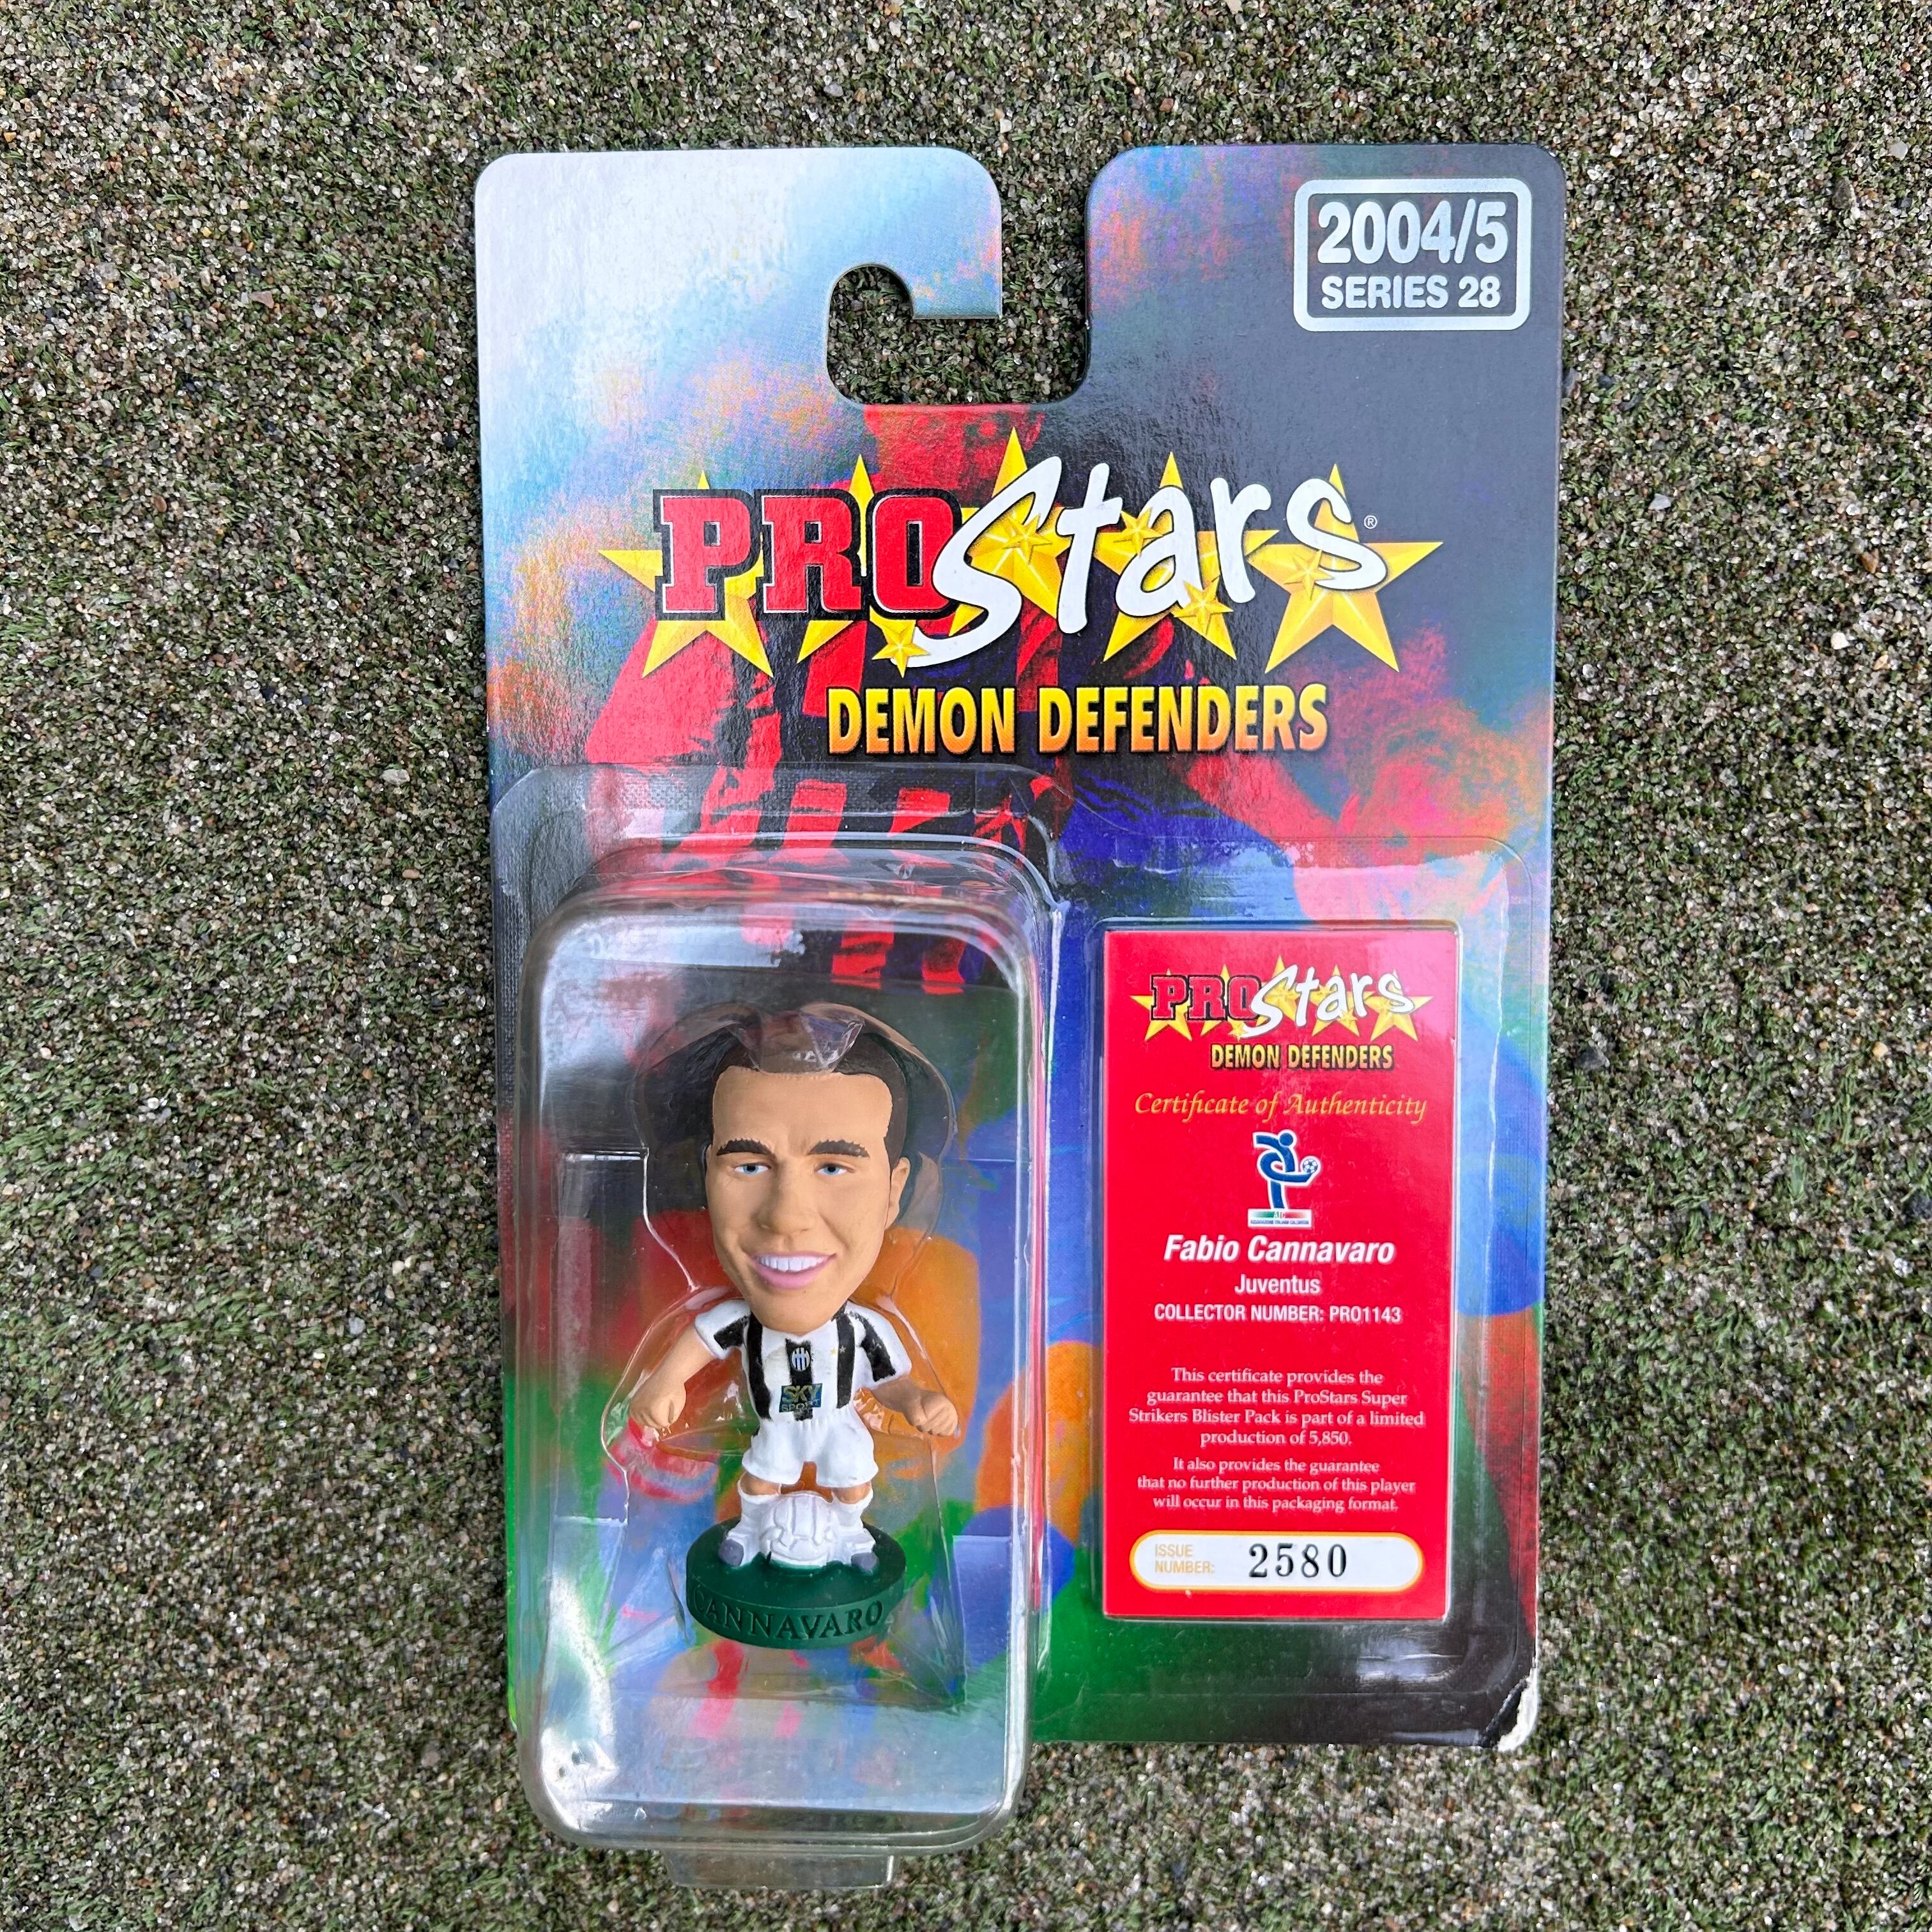 2004/5
SERIES 28
PROStars®
DEMON DEFENDERS
PROStars
DEMON DEFENDERS
Certificate of Authenticity
AIC
Fabio Cannavaro
Juventus
COLLECTOR NUMBER: PRO1143
This certificate provides the
guarantee that this ProStars Super
Strikers Blister Pack is part of a limited
production of 5,850.
It also provides the guarantee
that no further production of this player
will occur in this packaging format.
ISSUE
NUMBER: 2580
SKY
SPORT
CANNAVARO